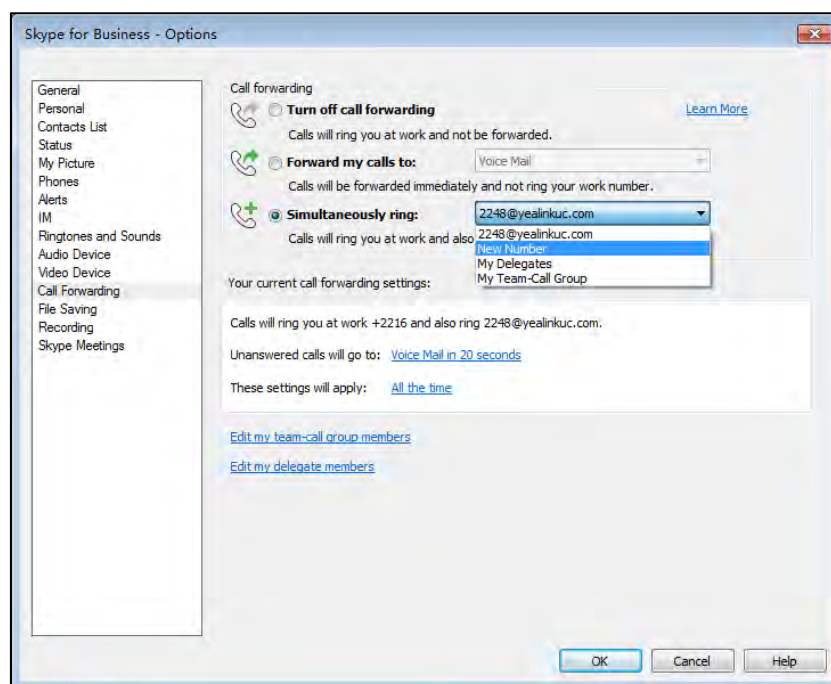 Skype for Business - Options
General
Personal
Contacts List
Status
My Picture
Phones
Alerts
IM
Ringtones and Sounds
Audio Device
Video Device
Call Forwarding
File Saving
Recording
Skype Meetings
Call forwarding
Turn off call forwarding
Learn More
Calls will ring you at work and not be forwarded.
Forward my calls to:
Voice Mail
Calls will be forwarded immediately and not ring your work number.
Simultaneously ring:
2248@yealinkuc.com
Calls will ring you at work and also
2248@yealinkuc.com
New Number
My Delegates
My Team-Call Group
Your current call forwarding settings:
Calls will ring you at work +2216 and also ring 2248@yealinkuc.com.
Unanswered calls will go to: Voice Mail in 20 seconds
These settings will apply: All the time
Edit my team-call group members
Edit my delegate members
OK
Cancel
Help